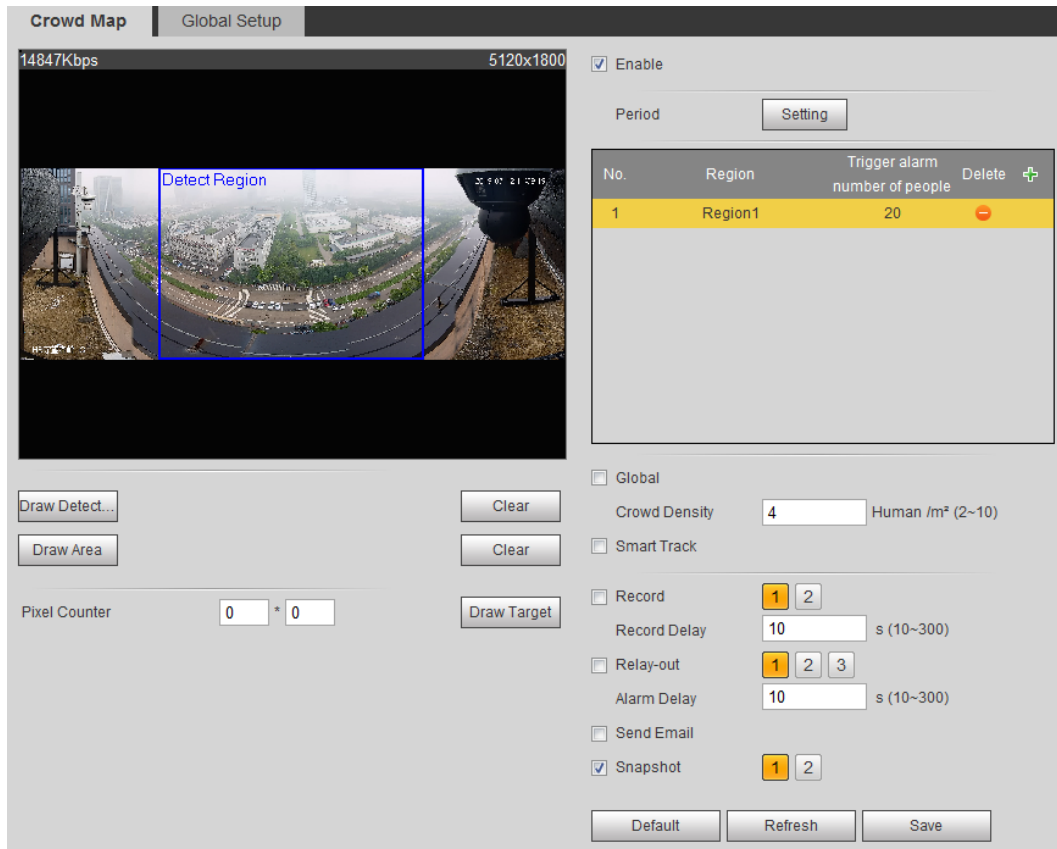 Crowd Map
Global Setup
14847Kbps 5120x1800
Detect Region
Draw Detect... Clear
Draw Area Clear
Pixel Counter 0 * 0 Draw Target
Enable
Period Setting
No. Region Trigger alarm number of people Delete
1 Region1 20
Global
Crowd Density 4 Human /m² (2~10)
Smart Track
Record 1 2
Record Delay 10 s (10~300)
Relay-out 1 2 3
Alarm Delay 10 s (10~300)
Send Email
Snapshot 1 2
Default Refresh Save